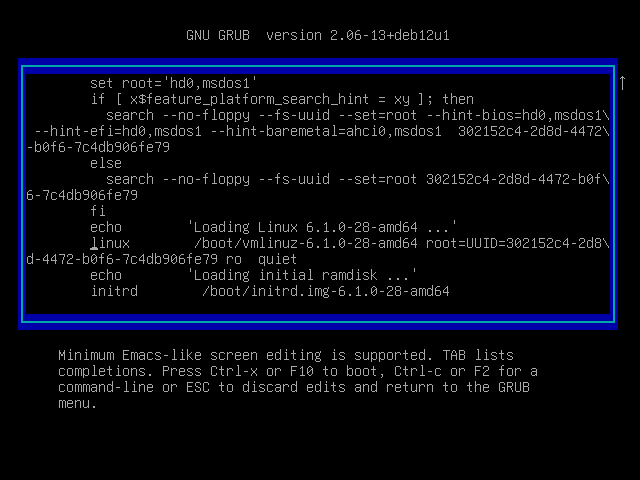 GNU GRUB  version 2.06-13+deb12u1
        set root='hd0,msdos1'
        if [ x$feature_platform_search_hint = xy ]; then
          search --no-floppy --fs-uuid --set=root --hint-bios=hd0,msdos1\
 --hint-efi=hd0,msdos1 --hint-baremetal=ahci0,msdos1  302152c4-2d8d-4472\
-b0f6-7c4db906fe79
        else
          search --no-floppy --fs-uuid --set=root 302152c4-2d8d-4472-b0f\
6-7c4db906fe79
        fi
        echo        'Loading Linux 6.1.0-28-amd64 ...'
        linux        /boot/vmlinuz-6.1.0-28-amd64 root=UUID=302152c4-2d8\
d-4472-b0f6-7c4db906fe79 ro  quiet
        echo        'Loading initial ramdisk ...'
        initrd        /boot/initrd.img-6.1.0-28-amd64
Minimum Emacs-like screen editing is supported. TAB lists
completions. Press Ctrl-x or F10 to boot, Ctrl-c or F2 for a
command-line or ESC to discard edits and return to the GRUB
menu.